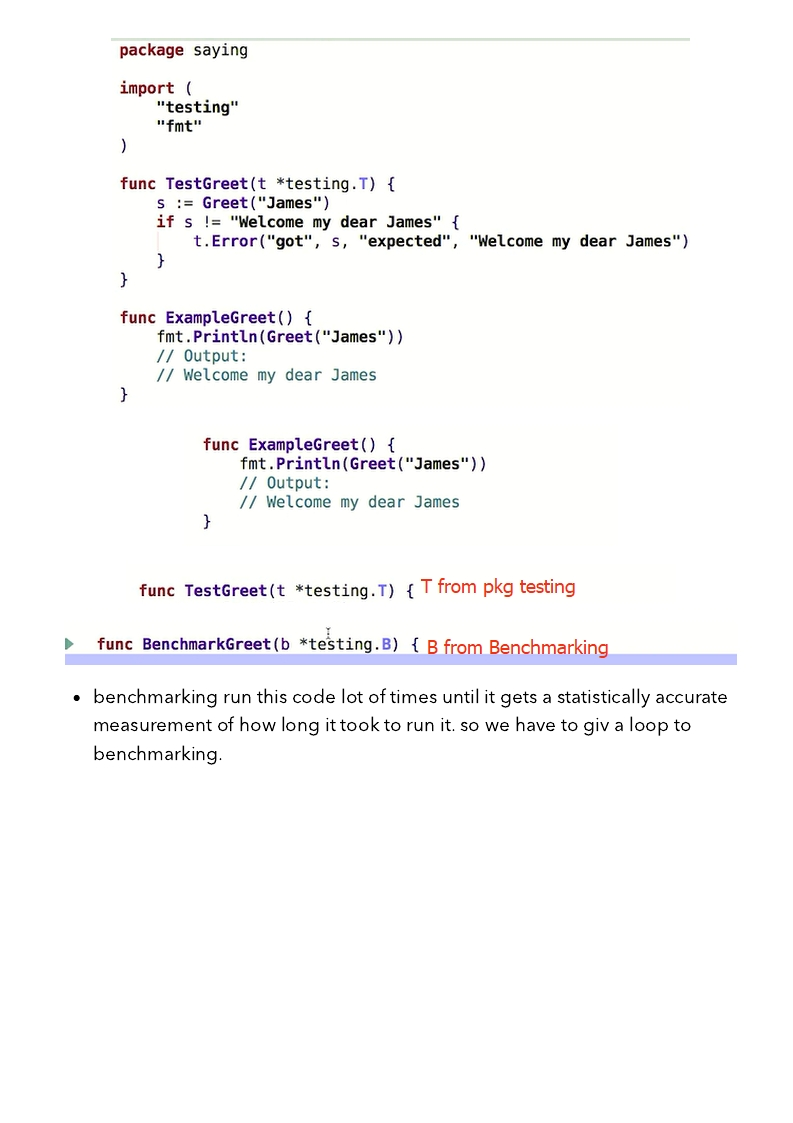 package saying
import (
    "testing"
    "fmt"
)
func TestGreet(t *testing.T) {
    s := Greet("James")
    if s != "Welcome my dear James" {
        t.Error("got", s, "expected", "Welcome my dear James")
    }
}
func ExampleGreet() {
    fmt.Println(Greet("James"))
    // Output:
    // Welcome my dear James
}
func ExampleGreet() {
    fmt.Println(Greet("James"))
    // Output:
    // Welcome my dear James
}
func TestGreet(t *testing.T) { T from pkg testing
func BenchmarkGreet(b *testing.B) { B from Benchmarking
• benchmarking run this code lot of times until it gets a statistically accurate
measurement of how long it took to run it. so we have to giv a loop to
benchmarking.